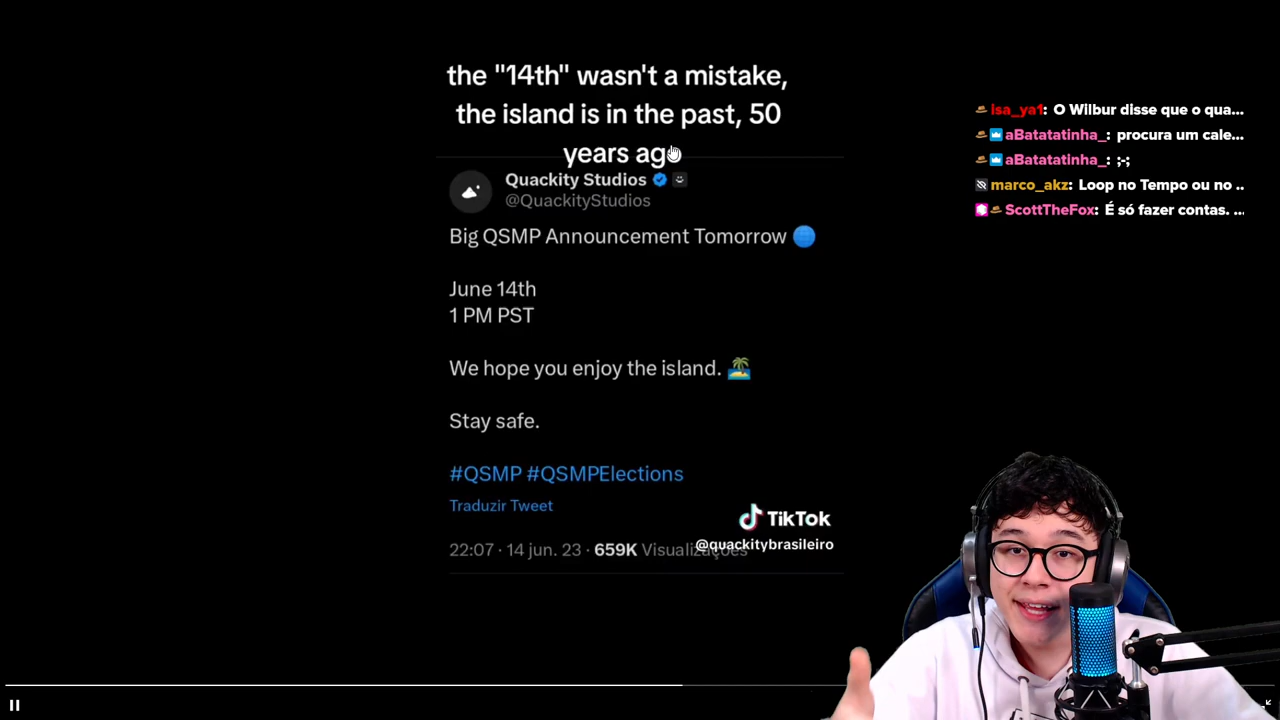 the "14th" wasn't a mistake,
the island is in the past, 50
years ago
Quackity Studios
@QuackityStudios
Big QSMP Announcement Tomorrow
June 14th
1 PM PST
We hope you enjoy the island.
Stay safe.
#QSMP #QSMPElections
Traduzir Tweet
22:07 · 14 jun. 23 · 659K Visualizações
TikTok
@quackitybrasileiro
isa_ya1: O Wilbur disse que o qua...
aBatatatinha_: procura um cale...
aBatatatinha_: ;-;
marco_akz: Loop no Tempo ou no ..
ScottTheFox: É só fazer contas. ...